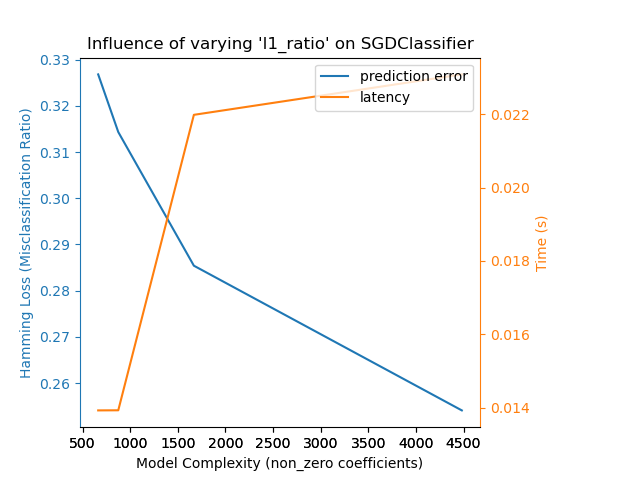 Influence of varying 'l1_ratio' on SGDClassifier
prediction error
latency
Hamming Loss (Misclassification Ratio)
0.33
0.32
0.31
0.30
0.29
0.28
0.27
0.26
0.022
0.020
0.018
0.016
0.014
Time (s)
500 1000 1500 2000 2500 3000 3500 4000 4500
Model Complexity (non_zero coefficients)